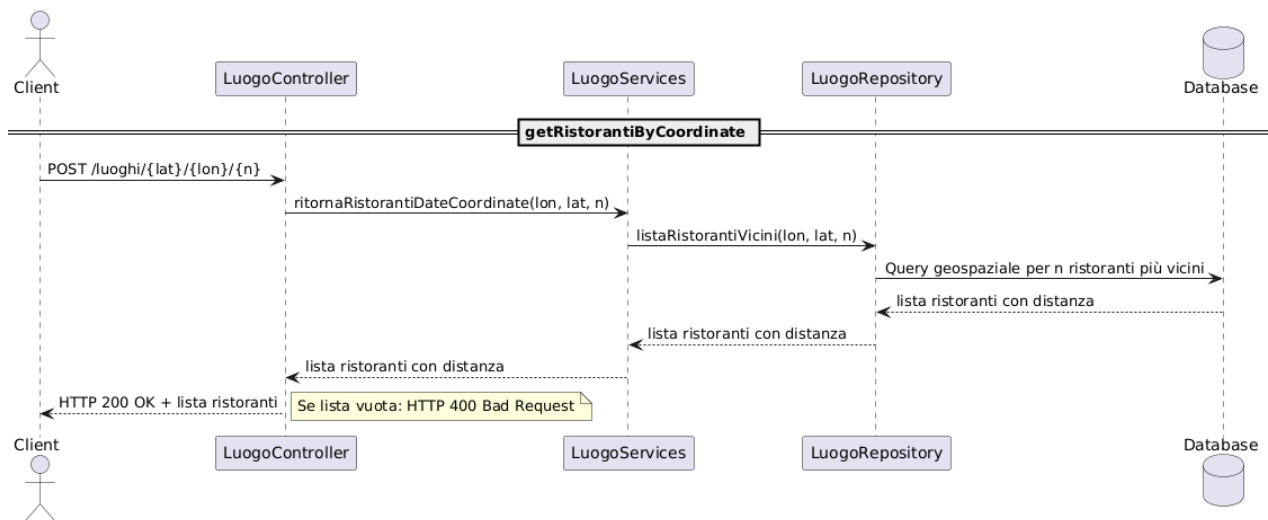 Client
LuogoController
LuogoServices
LuogoRepository
Database
getRistorantiByCoordinate
POST /luoghi/{lat}/{lon}/{n}
ritornaRistorantiDateCoordinate(lon, lat, n)
listaRistorantiVicini(lon, lat, n)
Query geospaziale per n ristoranti più vicini
lista ristoranti con distanza
lista ristoranti con distanza
lista ristoranti con distanza
HTTP 200 OK + lista ristoranti
Se lista vuota: HTTP 400 Bad Request
Client
LuogoController
LuogoServices
LuogoRepository
Database